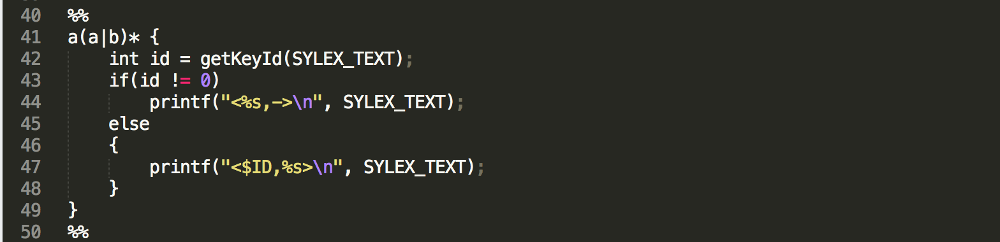 40 %%
41 a(a|b)* {
42     int id = getKeyId(SYLEX_TEXT);
43     if(id != 0)
44         printf("<%s,->\n", SYLEX_TEXT);
45     else
46     {
47         printf("<$ID,%s>\n", SYLEX_TEXT);
48     }
49 }
50 %%